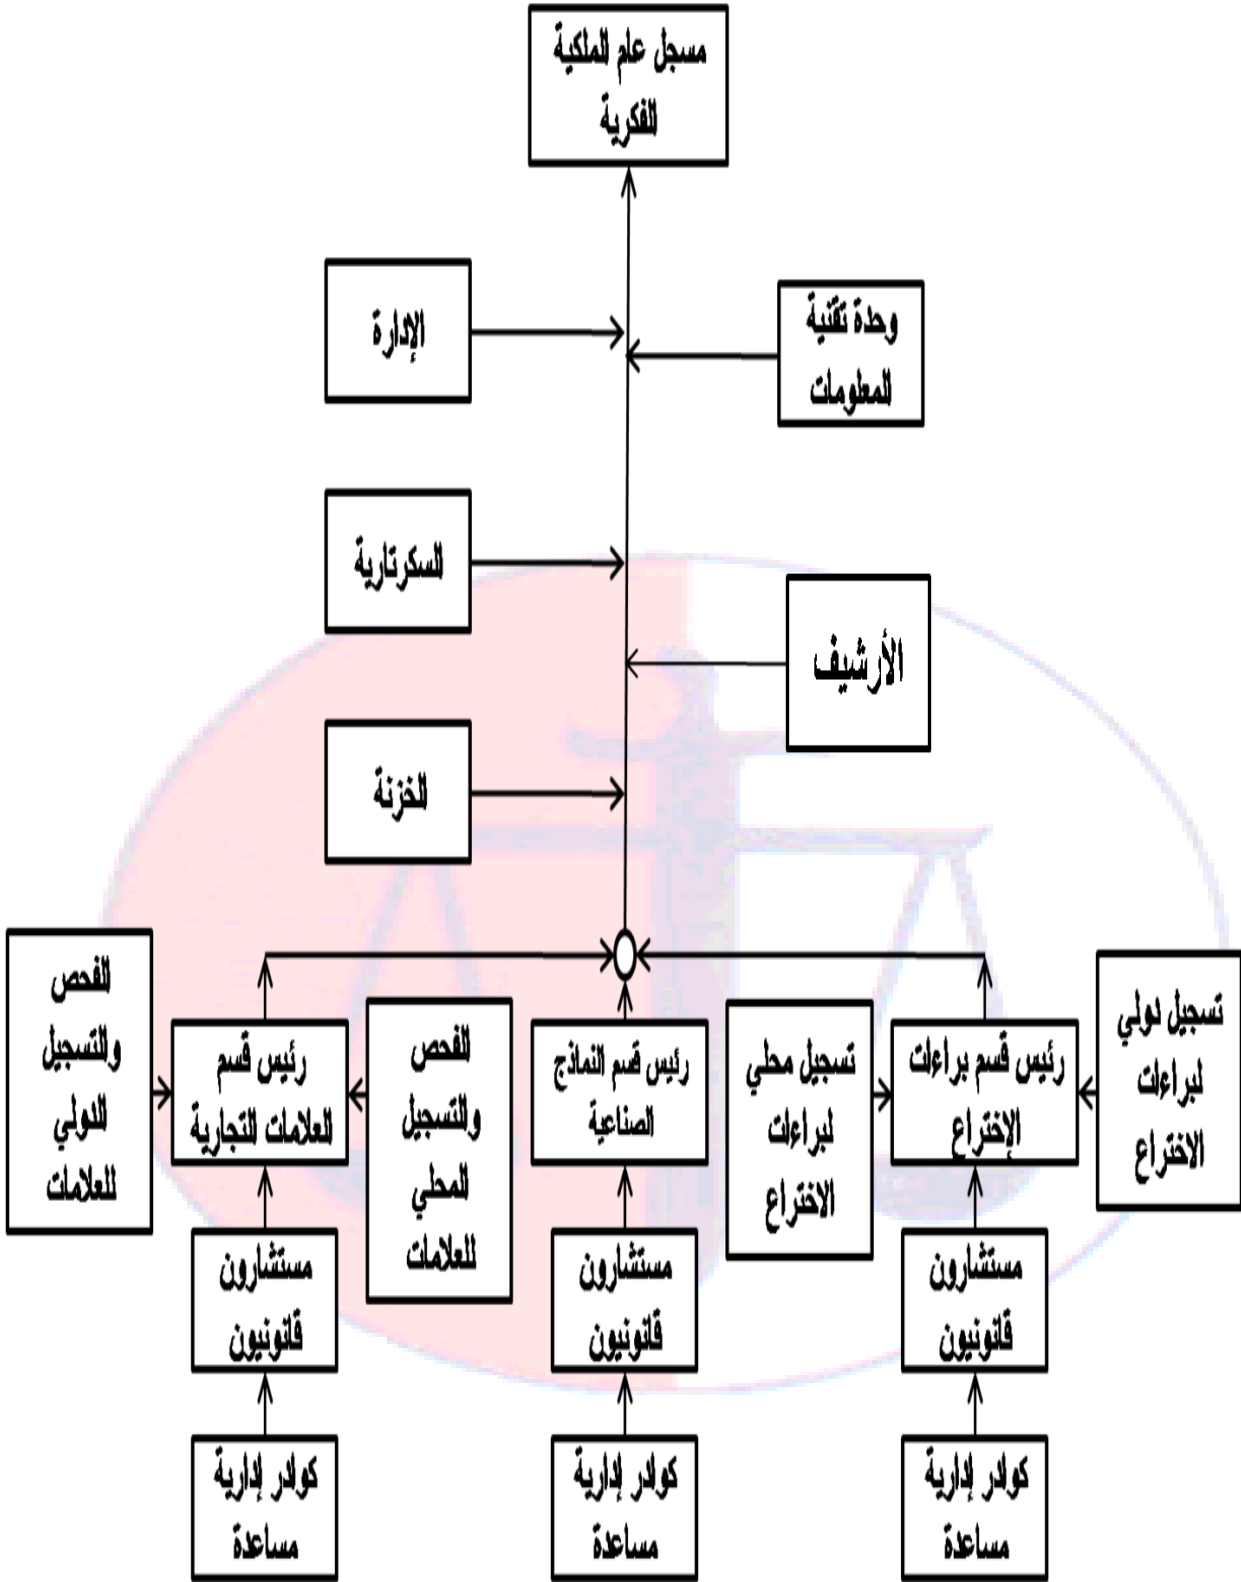 مسجل عام الملكية
الفكرية
الإدارة
وحدة تقنية
المعلومات
السكرتارية
الأرشيف
الخزنة
تسجيل دولي
لبراءات
الاختراع
رئيس قسم براءات
الإختراع
تسجيل محلي
لبراءات
الاختراع
رئيس قسم النماذج
الصناعية
الفحص
والتسجيل
المحلي
للعلامات
رئيس قسم
العلامات التجارية
الفحص
والتسجيل
الدولي
للعلامات
مستشارون
قانونيون
مستشارون
قانونيون
مستشارون
قانونيون
كوادر إدارية
مساعدة
كوادر إدارية
مساعدة
كوادر إدارية
مساعدة